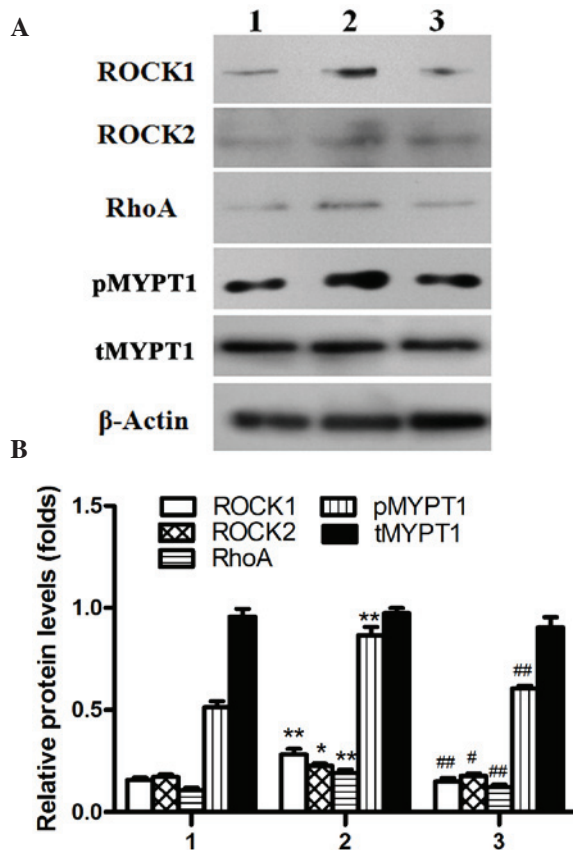 A
1 2 3
ROCK1
ROCK2
RhoA
pMYPT1
tMYPT1
β-Actin
B
Relative protein levels (folds)
1.5
1.0
0.5
0.0
ROCK1 pMYPT1
ROCK2 tMYPT1
RhoA
** * ** **
## # ## ##
1 2 3